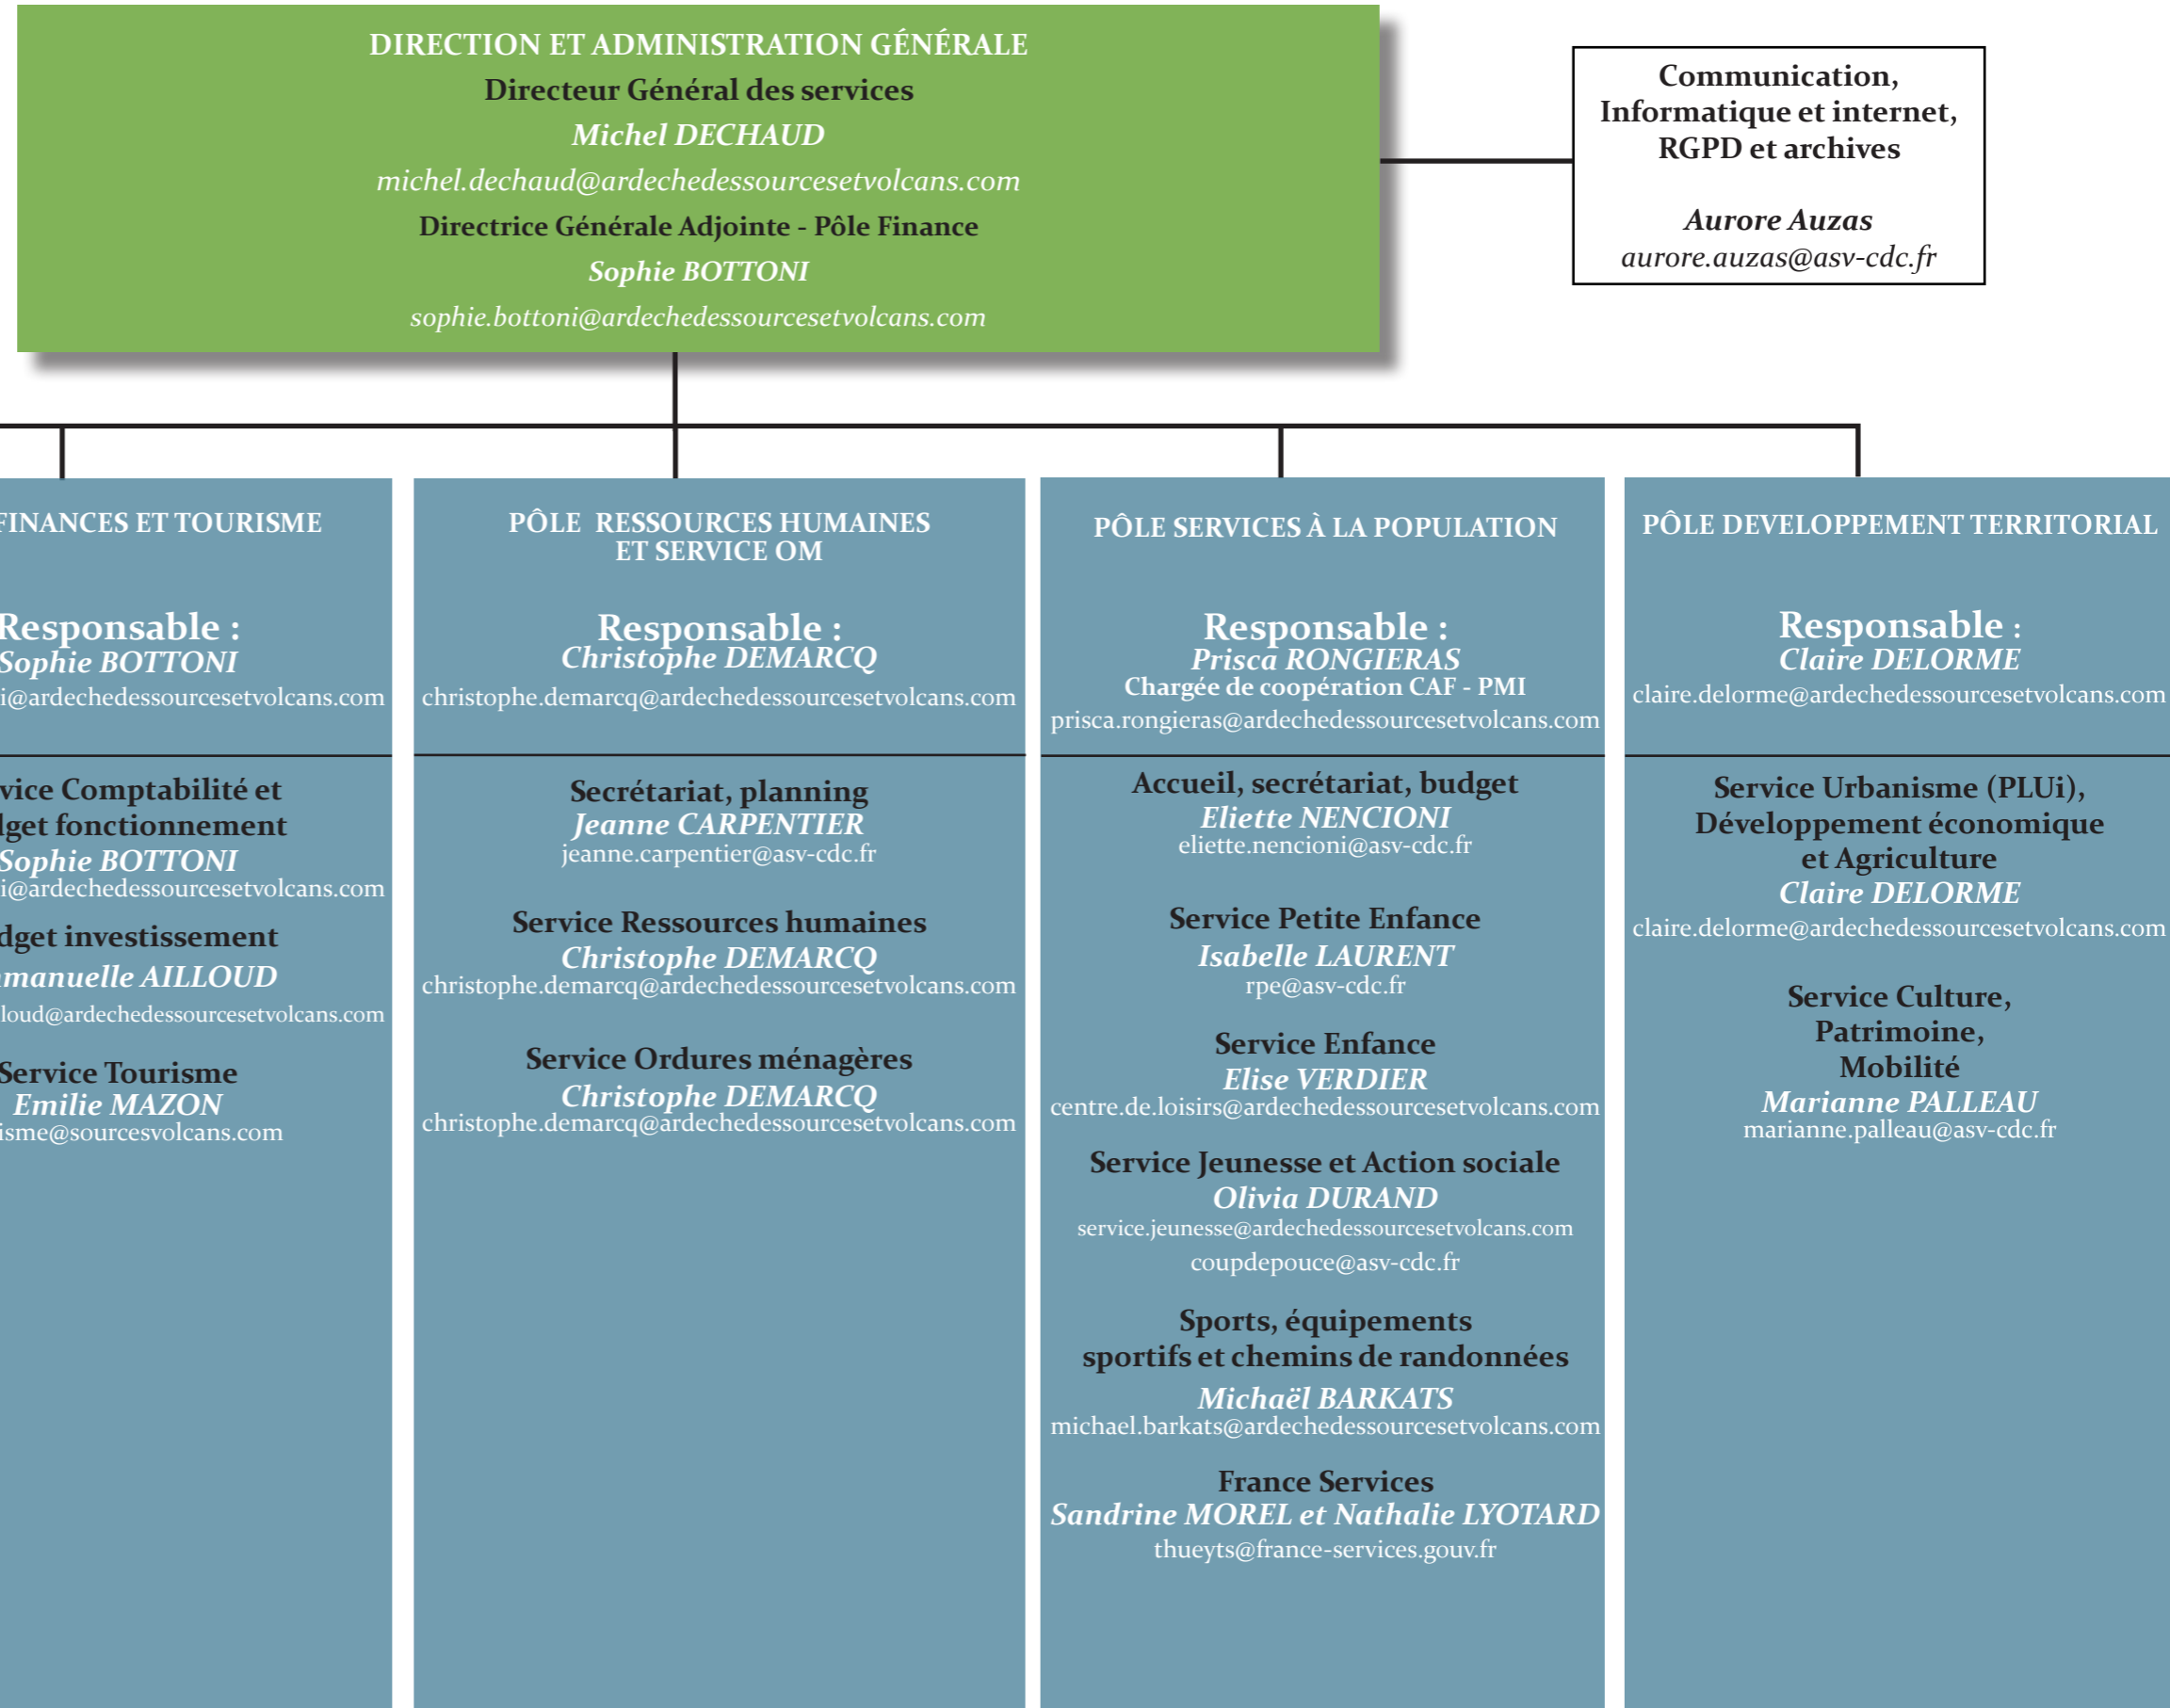 DIRECTION ET ADMINISTRATION GÉNÉRALE
Directeur Général des services
Michel DECHAUD
michel.dechaud@ardechedessourcesetvolcans.com
Directrice Générale Adjointe - Pôle Finance
Sophie BOTTONI
sophie.bottoni@ardechedessourcesetvolcans.com
Communication,
Informatique et internet,
RGPD et archives
Aurore Auzas
aurore.auzas@asv-cdc.fr
FINANCES ET TOURISME
Responsable :
Sophie BOTTONI
i@ardechedessourcesetvolcans.com
vice Comptabilité et
get fonctionnement
Sophie BOTTONI
i@ardechedessourcesetvolcans.com
dget investissement
manuelle AILLOUD
loud@ardechedessourcesetvolcans.com
Service Tourisme
Emilie MAZON
isme@sourcesvolcans.com
PÔLE RESSOURCES HUMAINES
ET SERVICE OM
Responsable :
Christophe DEMARCQ
christophe.demarcq@ardechedessourcesetvolcans.com
Secrétariat, planning
Jeanne CARPENTIER
jeanne.carpentier@asv-cdc.fr
Service Ressources humaines
Christophe DEMARCQ
christophe.demarcq@ardechedessourcesetvolcans.com
Service Ordures ménagères
Christophe DEMARCQ
christophe.demarcq@ardechedessourcesetvolcans.com
PÔLE SERVICES À LA POPULATION
Responsable :
Prisca RONGIERAS
Chargée de coopération CAF - PMI
prisca.rongieras@ardechedessourcesetvolcans.com
Accueil, secrétariat, budget
Eliette NENCIONI
eliette.nencioni@asv-cdc.fr
Service Petite Enfance
Isabelle LAURENT
rpe@asv-cdc.fr
Service Enfance
Elise VERDIER
centre.de.loisirs@ardechedessourcesetvolcans.com
Service Jeunesse et Action sociale
Olivia DURAND
service.jeunesse@ardechedessourcesetvolcans.com
coupdepouce@asv-cdc.fr
Sports, équipements
sportifs et chemins de randonnées
Michaël BARKATS
michael.barkats@ardechedessourcesetvolcans.com
France Services
Sandrine MOREL et Nathalie LYOTARD
thueyts@france-services.gouv.fr
PÔLE DEVELOPPEMENT TERRITORIAL
Responsable :
Claire DELORME
claire.delorme@ardechedessourcesetvolcans.com
Service Urbanisme (PLUi),
Développement économique
et Agriculture
Claire DELORME
claire.delorme@ardechedessourcesetvolcans.com
Service Culture,
Patrimoine,
Mobilité
Marianne PALLEAU
marianne.palleau@asv-cdc.fr